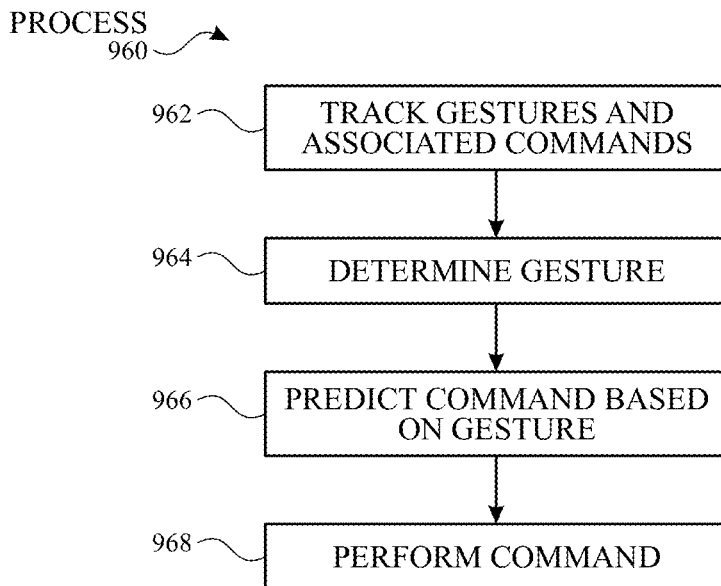 PROCESS
960
962
TRACK GESTURES AND
ASSOCIATED COMMANDS
964
DETERMINE GESTURE
966
PREDICT COMMAND BASED
ON GESTURE
968
PERFORM COMMAND